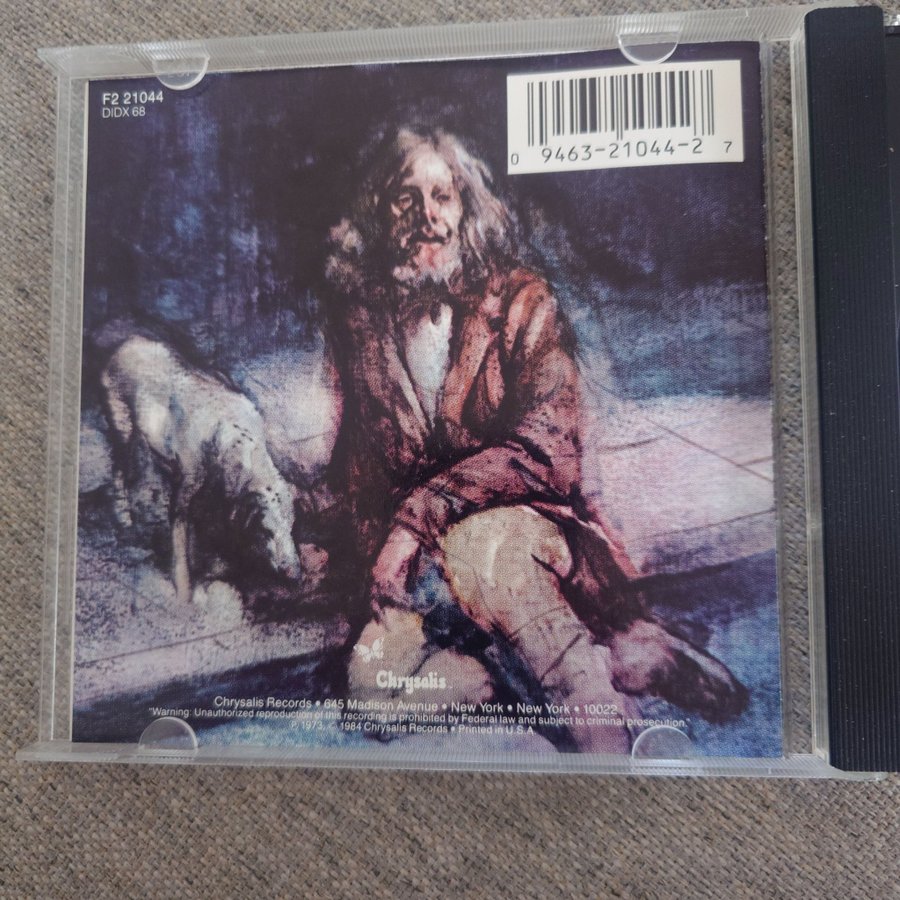 F2 21044
DIDX 68
0 9463-21044-2 7
Chrysalis™
Chrysalis Records • 645 Madison Avenue • New York • New York • 10022
"Warning: Unauthorized reproduction of this recording is prohibited by Federal law and subject to criminal prosecution."
℗ 1973, © 1984 Chrysalis Records • Printed in U.S.A.